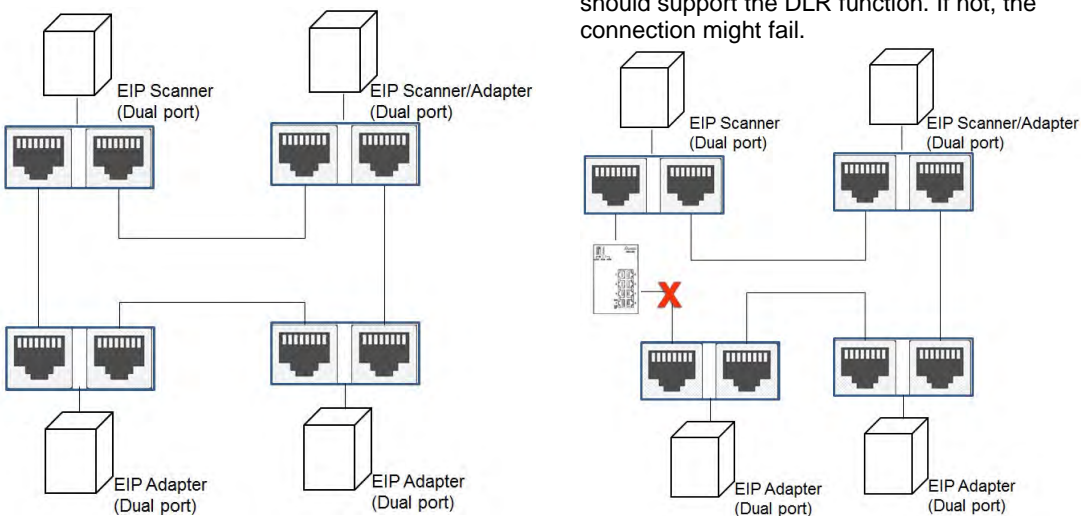 should support the DLR function. If not, the
connection might fail.
EIP Scanner
(Dual port)
EIP Scanner/Adapter
(Dual port)
EIP Adapter
(Dual port)
EIP Adapter
(Dual port)
EIP Scanner
(Dual port)
EIP Scanner/Adapter
(Dual port)
X
EIP Adapter
(Dual port)
EIP Adapter
(Dual port)